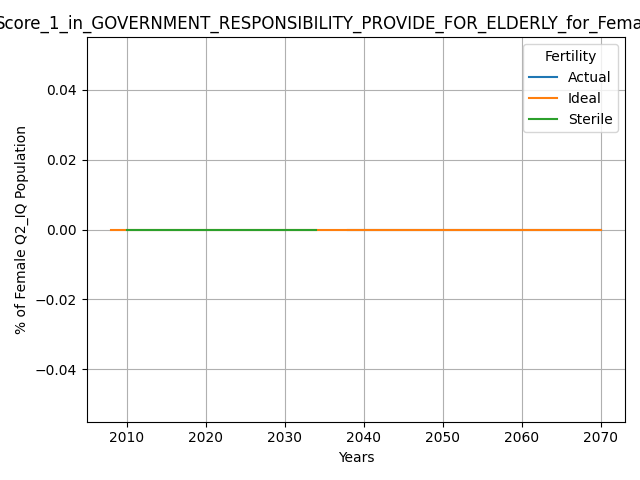 Score_1_in_GOVERNMENT_RESPONSIBILITY_PROVIDE_FOR_ELDERLY_for_Fema
Fertility
Actual
Ideal
Sterile
0.04
0.02
0.00
−0.02
−0.04
% of Female Q2_IQ Population
2010 2020 2030 2040 2050 2060 2070
Years